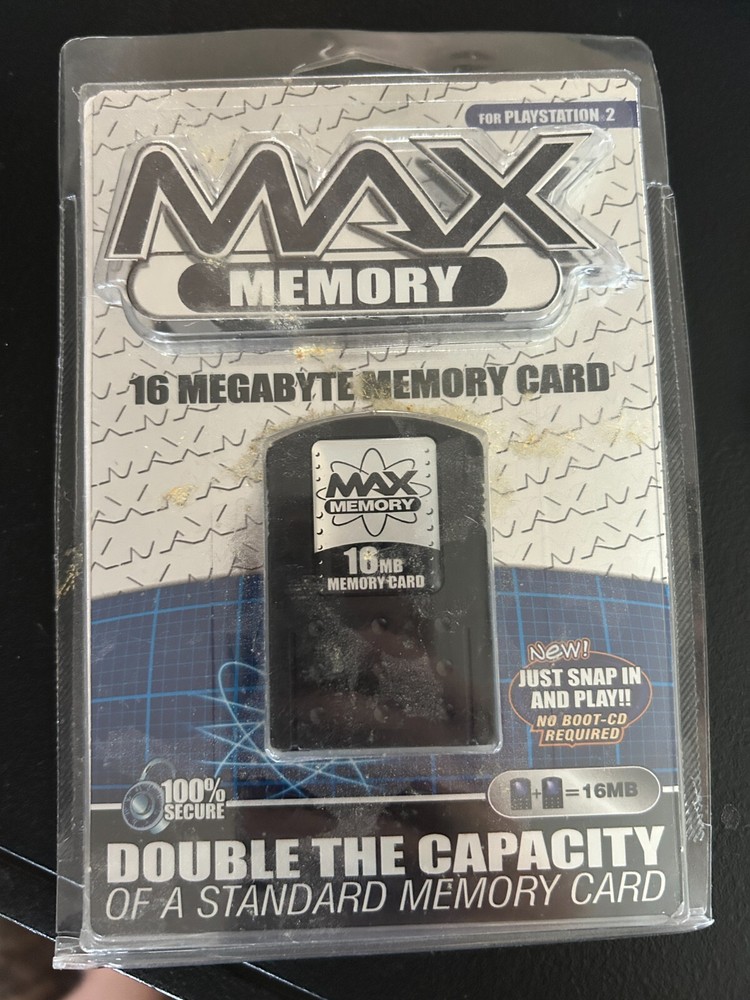 FOR PLAYSTATION 2
MAX
MEMORY
16 MEGABYTE MEMORY CARD
MAX
MEMORY
16MB
MEMORY CARD
New!
JUST SNAP IN
AND PLAY!!
NO BOOT-CD
REQUIRED
100%
SECURE
+ =16MB
DOUBLE THE CAPACITY
OF A STANDARD MEMORY CARD